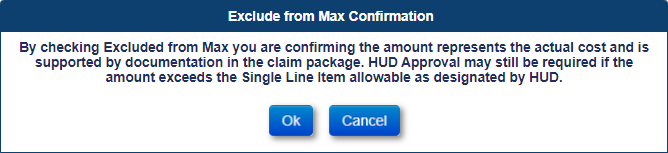 Exclude from Max Confirmation
By checking Excluded from Max you are confirming the amount represents the actual cost and is
supported by documentation in the claim package. HUD Approval may still be required if the
amount exceeds the Single Line Item allowable as designated by HUD.
Ok Cancel